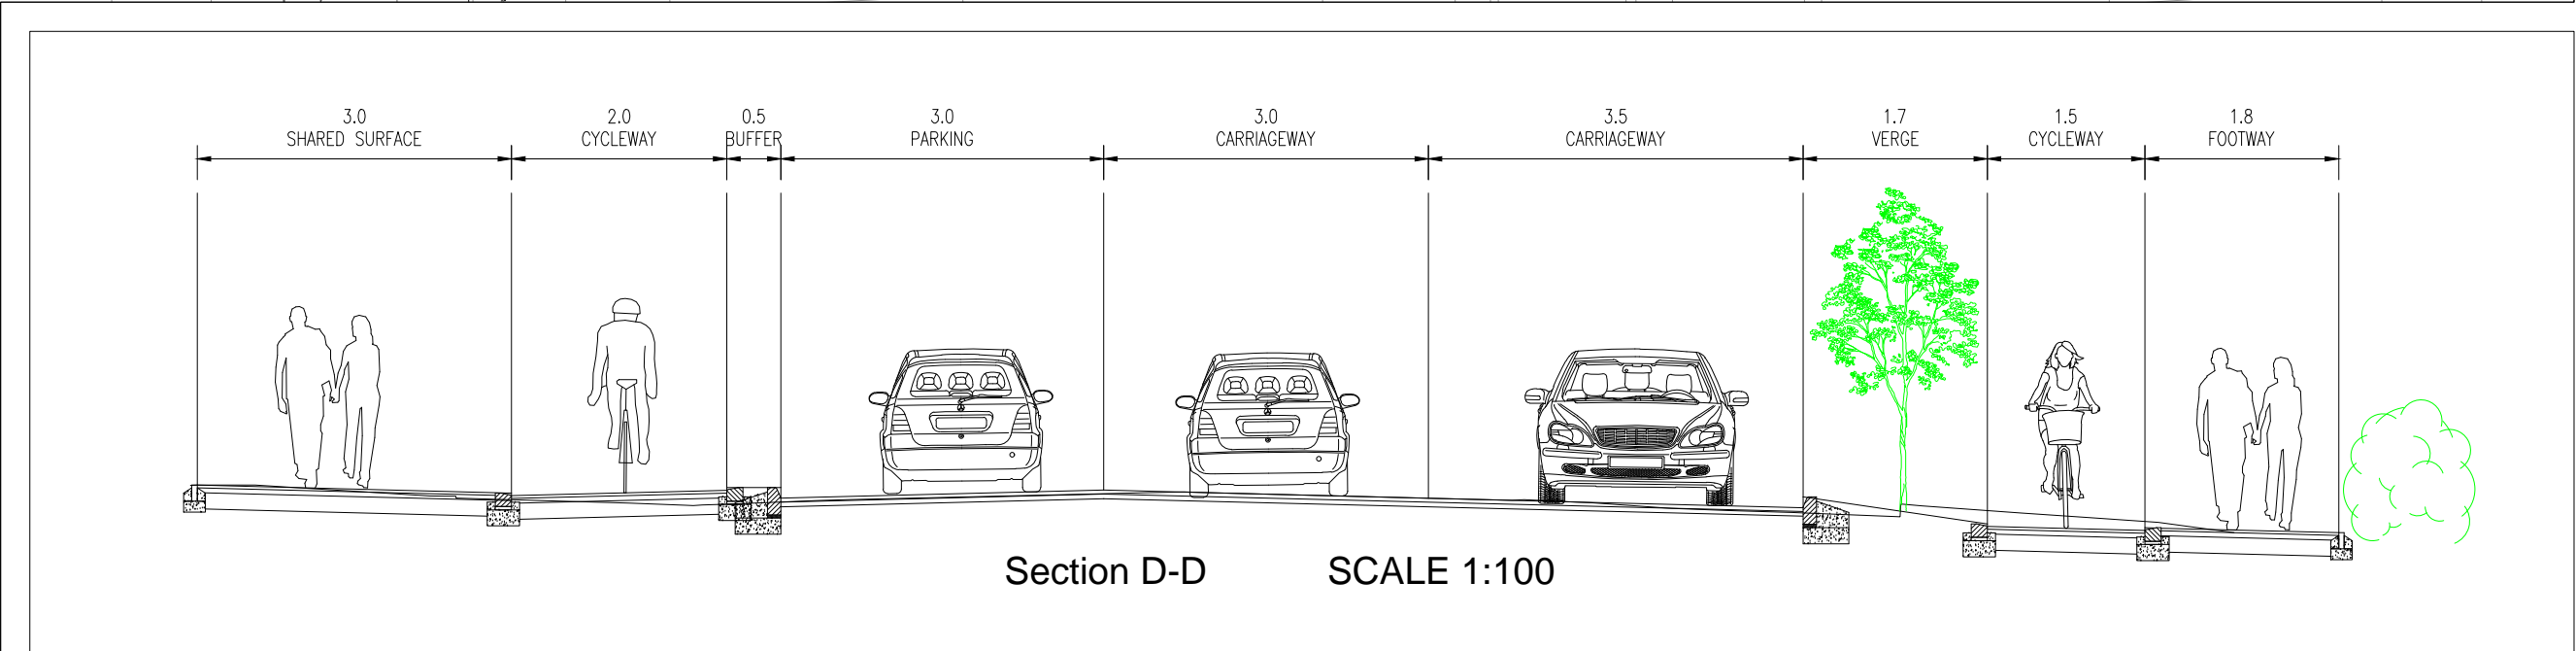 3.0
SHARED SURFACE
2.0
CYCLEWAY
0.5
BUFFER
3.0
PARKING
3.0
CARRIAGEWAY
3.5
CARRIAGEWAY
1.7
VERGE
1.5
CYCLEWAY
1.8
FOOTWAY
Section D-D SCALE 1:100